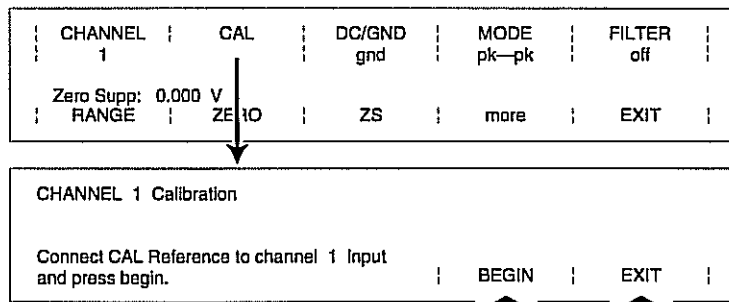 CHANNEL CAL DC/GND MODE FILTER
1 gnd pk—pk off
Zero Supp: 0.000 V
RANGE ZERO ZS more EXIT
CHANNEL 1 Calibration
Connect CAL Reference to channel 1 Input
and press begin. BEGIN EXIT